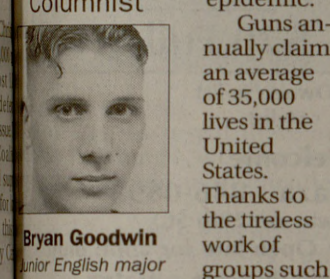 Columnist
Bryan Goodwin
Junior English major
epidemic.
Guns an-
nually claim
an average
of 35,000
lives in the
United
States.
Thanks to
the tireless
work of
groups such